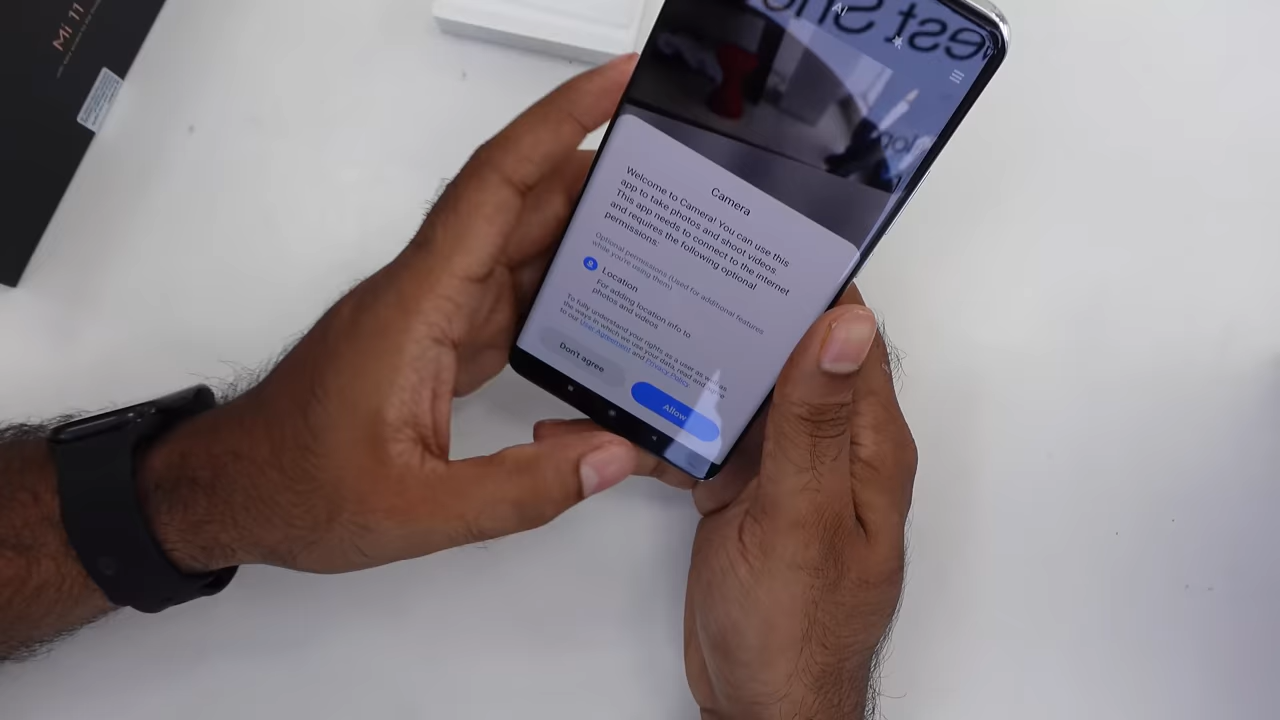 Mi 11
AI
Camera
Welcome to Camera! You can use this
app to take photos and shoot videos.
This app needs to connect to the internet
and requires the following optional
permissions:
Optional permissions (Used for additional features
while you're using them)
Location
For adding location info to
photos and videos
To fully understand your rights as a user as well as
the ways in which we use your data, read and agree
to our User Agreement and Privacy Policy
Don't agree
Allow